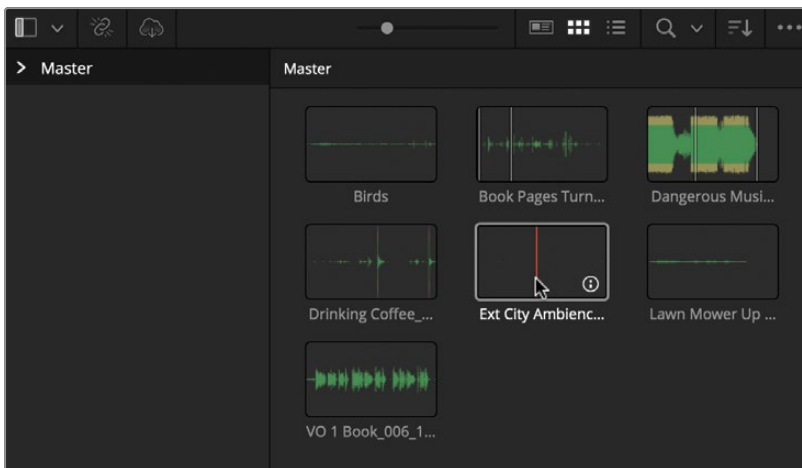 Master
Master
Birds
Book Pages Turn...
Dangerous Musi...
Drinking Coffee_...
Ext City Ambienc...
Lawn Mower Up ...
VO 1 Book_006_1...